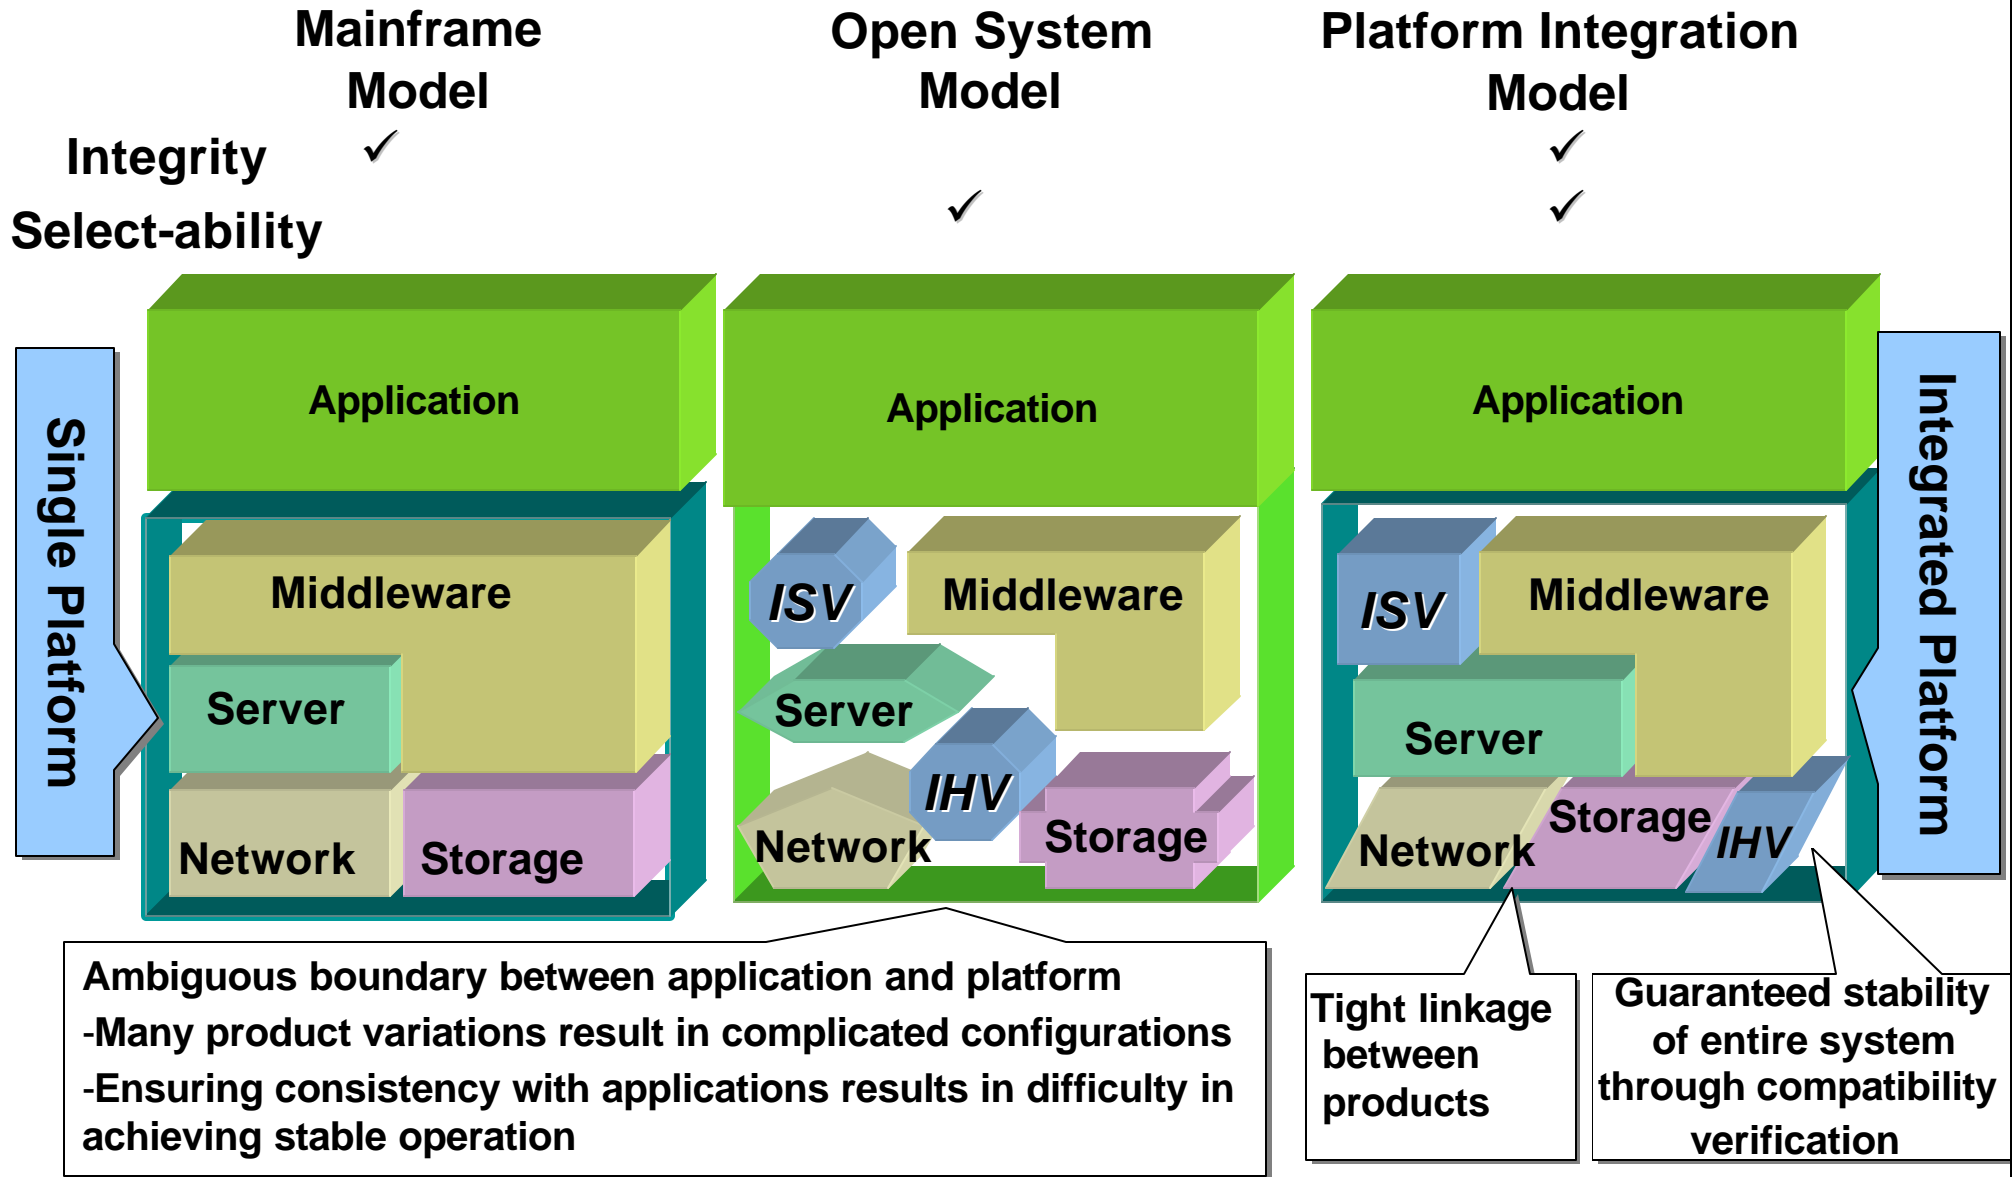 Mainframe
Model
Open System
Model
Platform Integration
Model
Integrity ✓ ✓
Select-ability ✓ ✓
Single Platform
Application
Middleware
Server
Network
Storage
Application
ISV
Middleware
Server
IHV
Network
Storage
Application
ISV
Middleware
Server
Network
Storage
IHV
Integrated Platform
Ambiguous boundary between application and platform
-Many product variations result in complicated configurations
-Ensuring consistency with applications results in difficulty in
achieving stable operation
Tight linkage
between
products
Guaranteed stability
of entire system
through compatibility
verification